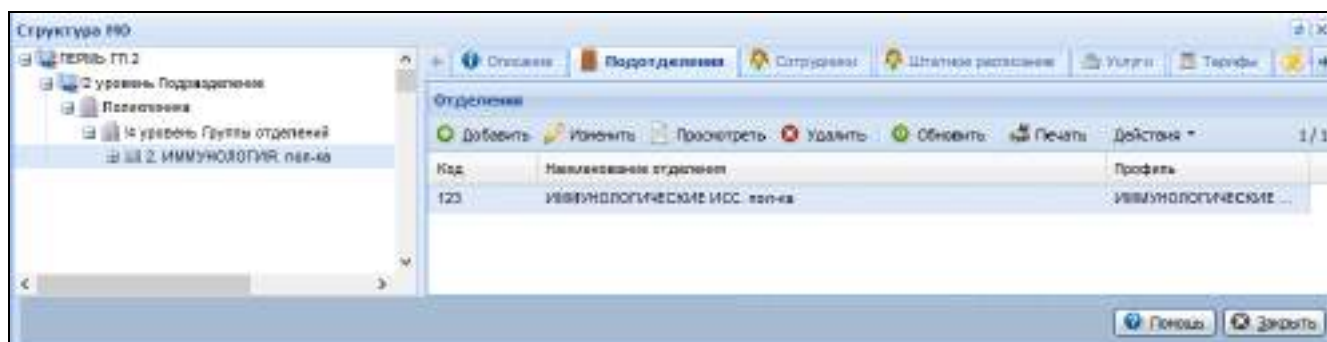 Структура МО
ПЕРМЬ ГП 2
2 уровень Подразделение
Поликлиника
4 уровень Группы отделений
2. ИММУНОЛОГИЯ. пол-ка
Описание Подотделения Сотрудники Штатное расписание Услуги Тарифы
Отделения
Добавить Изменить Просмотреть Удалить Обновить Печать Действия 1 / 1
Код Наименование отделения Профиль
123 ИММУНОЛОГИЧЕСКИЕ ИСС. пол-ка ИММУНОЛОГИЧЕСКИЕ ...
Помощь Закрыть